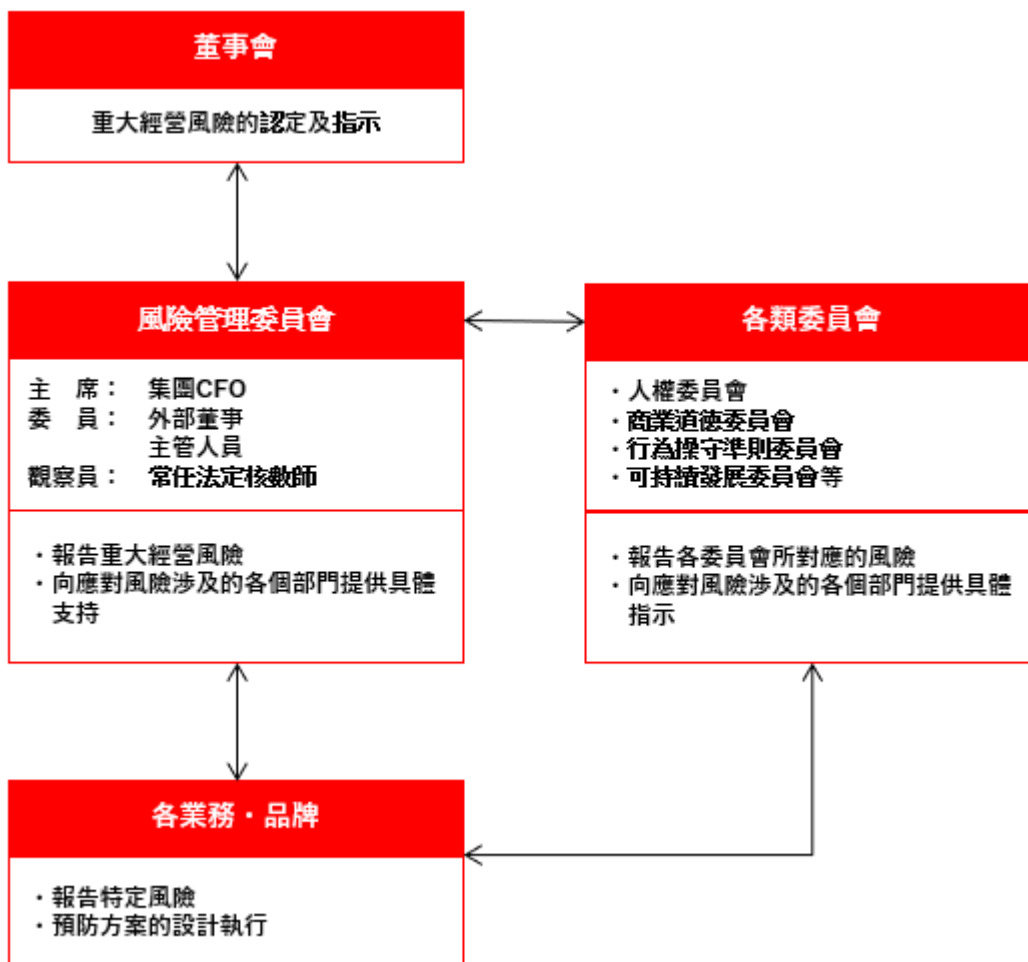 董事會
重大經營風險的認定及指示
風險管理委員會
主　席：　集團CFO
委　員：　外部董事
主管人員
觀察員：　常任法定核數師
・報告重大經營風險
・向應對風險涉及的各個部門提供具體
支持
各類委員會
・人權委員會
・商業道德委員會
・行為操守準則委員會
・可持續發展委員會等
・報告各委員會所對應的風險
・向應對風險涉及的各個部門提供具體
指示
各業務・品牌
・報告特定風險
・預防方案的設計執行